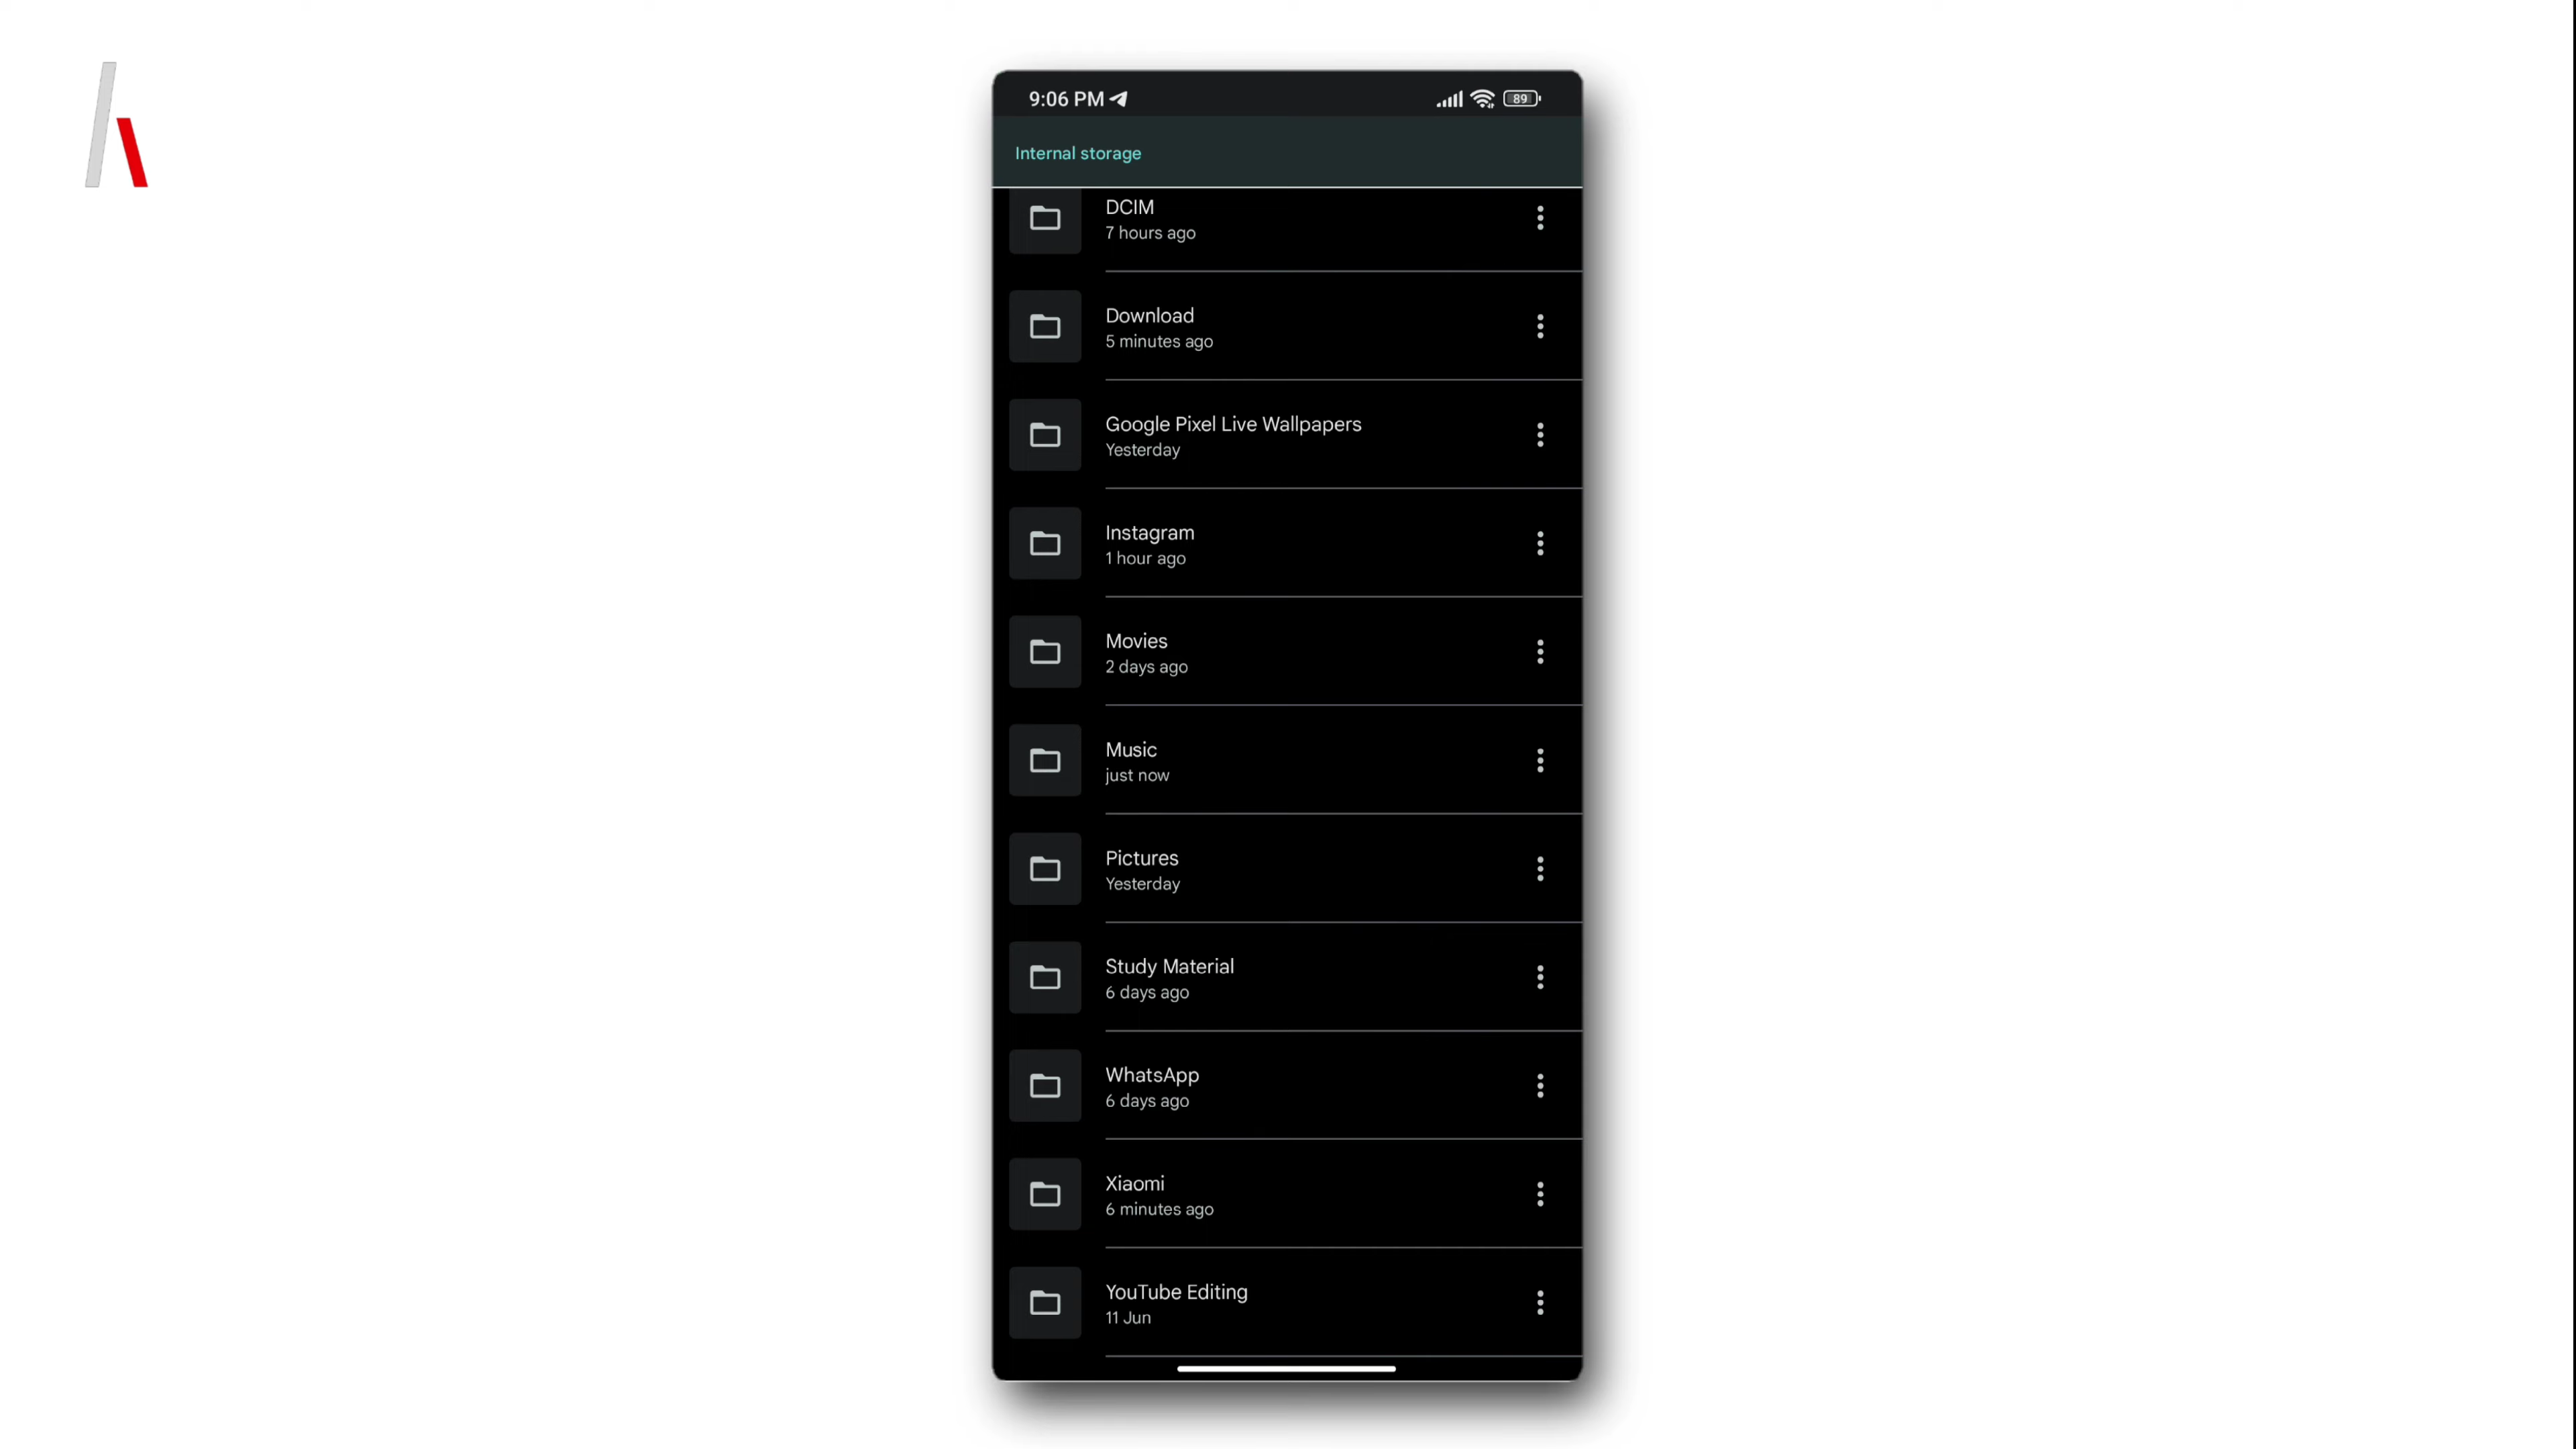 9:06 PM
89
Internal storage
DCIM
7 hours ago
Download
5 minutes ago
Google Pixel Live Wallpapers
Yesterday
Instagram
1 hour ago
Movies
2 days ago
Music
just now
Pictures
Yesterday
Study Material
6 days ago
WhatsApp
6 days ago
Xiaomi
6 minutes ago
YouTube Editing
11 Jun